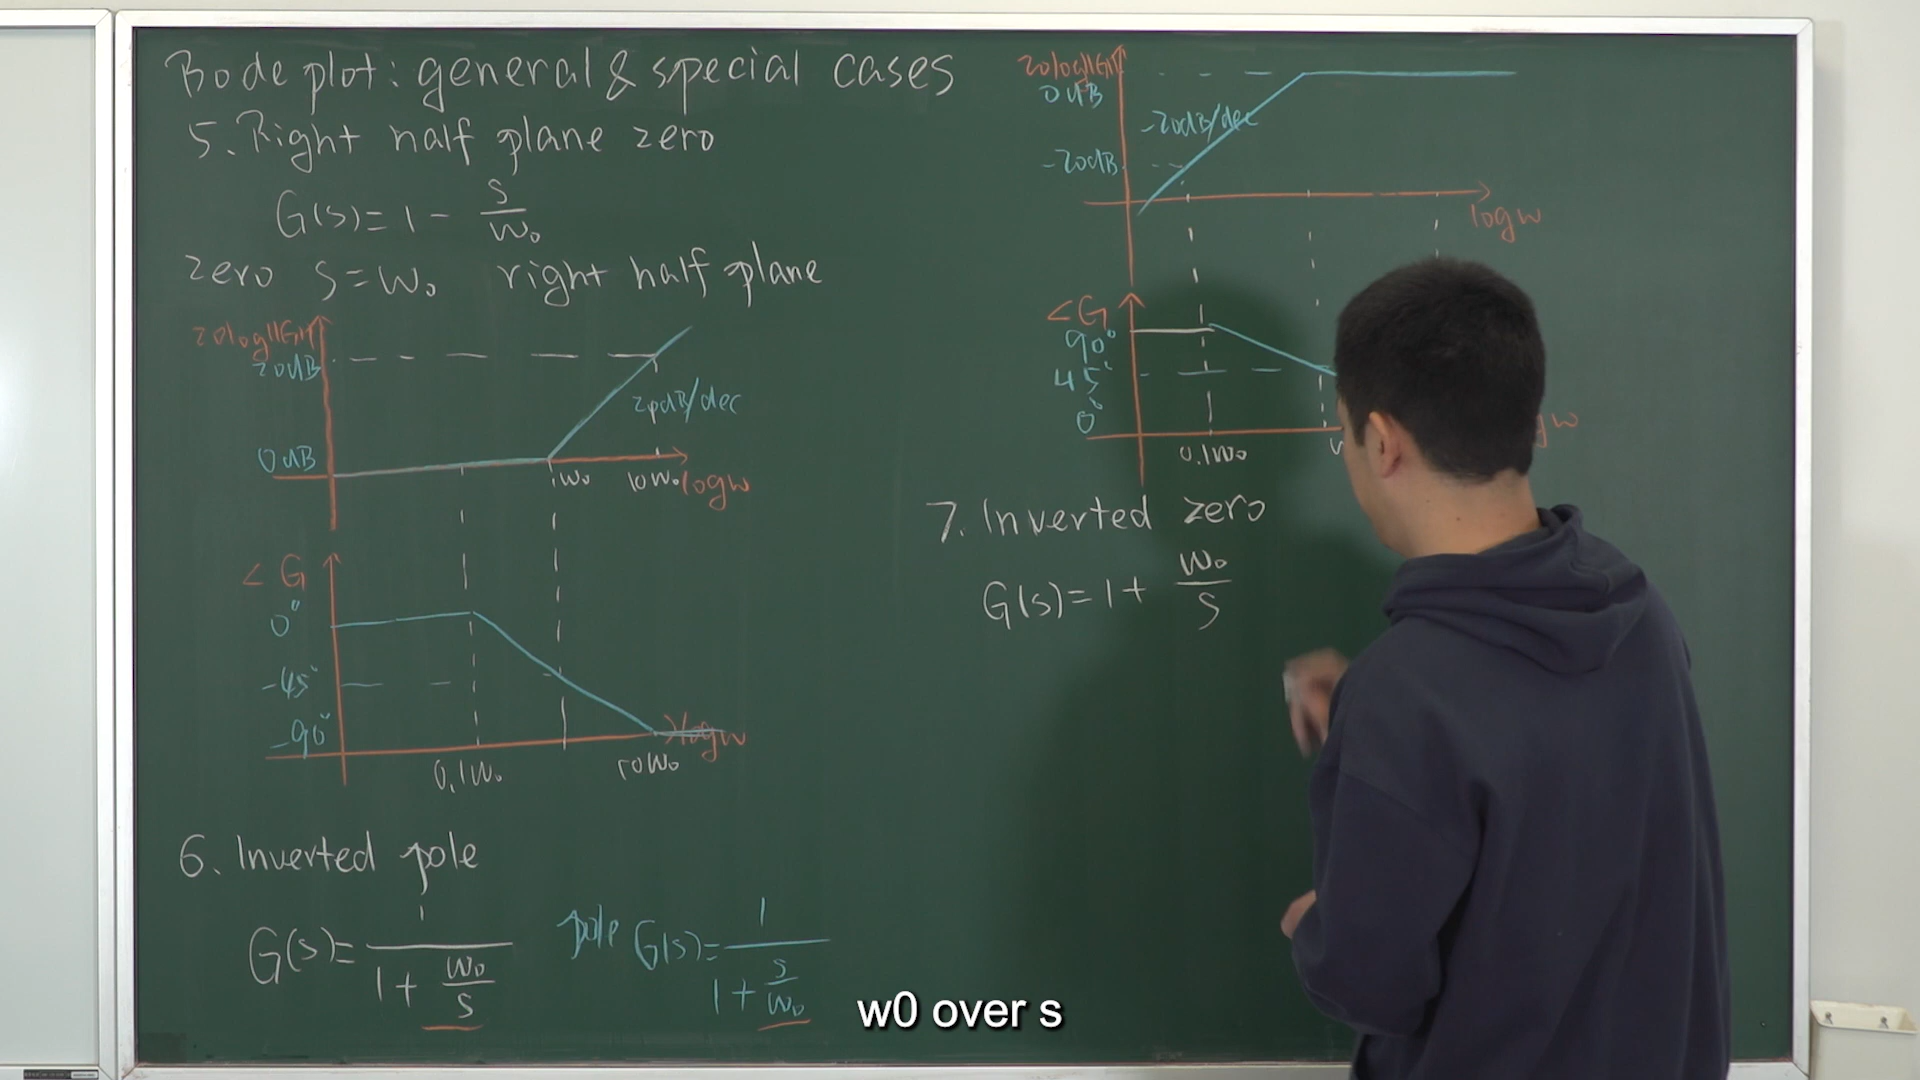 Bode plot: general & special cases
5. Right half plane zero
G(s) = 1 - s/w₀
zero s = w₀ right half plane
20log||G||
20dB
20dB/dec
0dB
w₀ 10w₀ logw
<G
0°
-45°
-90°
logw
0.1w₀ 10w₀
6. Inverted pole
G(s) = 1/(1 + w₀/s)
pole G(s) = 1/(1 + s/w₀)
20log||G||
0dB
-20dB/dec
-20dB
logw
<G
90°
45°
0°
0.1w₀
7. Inverted zero
G(s) = 1 + w₀/s
w0 over s